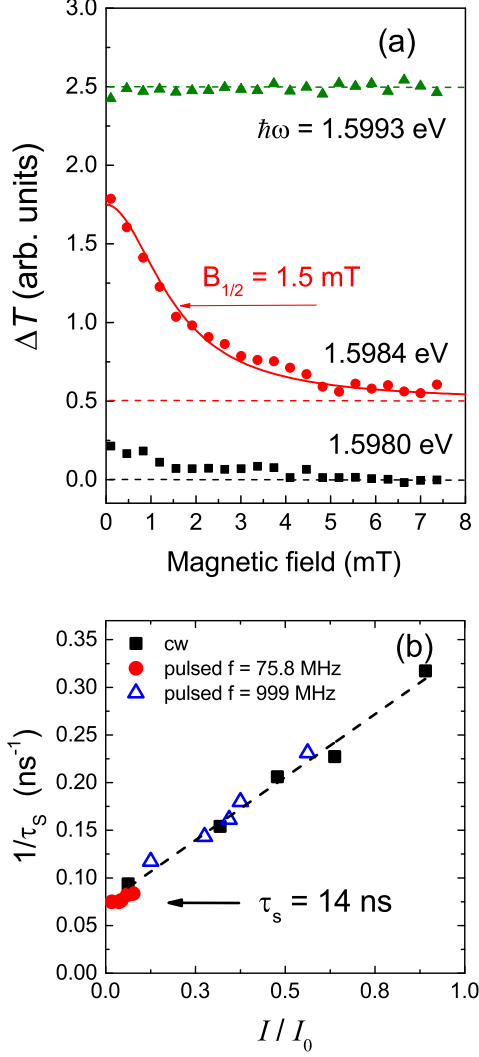 (a)
2.5
ħω = 1.5993 eV
2.0
ΔT (arb. units)
1.5
B1/2 = 1.5 mT
1.0
1.5984 eV
0.5
1.5980 eV
0.0
0 1 2 3 4 5 6 7 8
Magnetic field (mT)
0.35
(b)
cw
pulsed f = 75.8 MHz
pulsed f = 999 MHz
0.30
0.25
1/τS (ns-1)
0.20
0.15
0.10
τs = 14 ns
0.05
0.00
0.0 0.3 0.5 0.8 1.0
I / I0